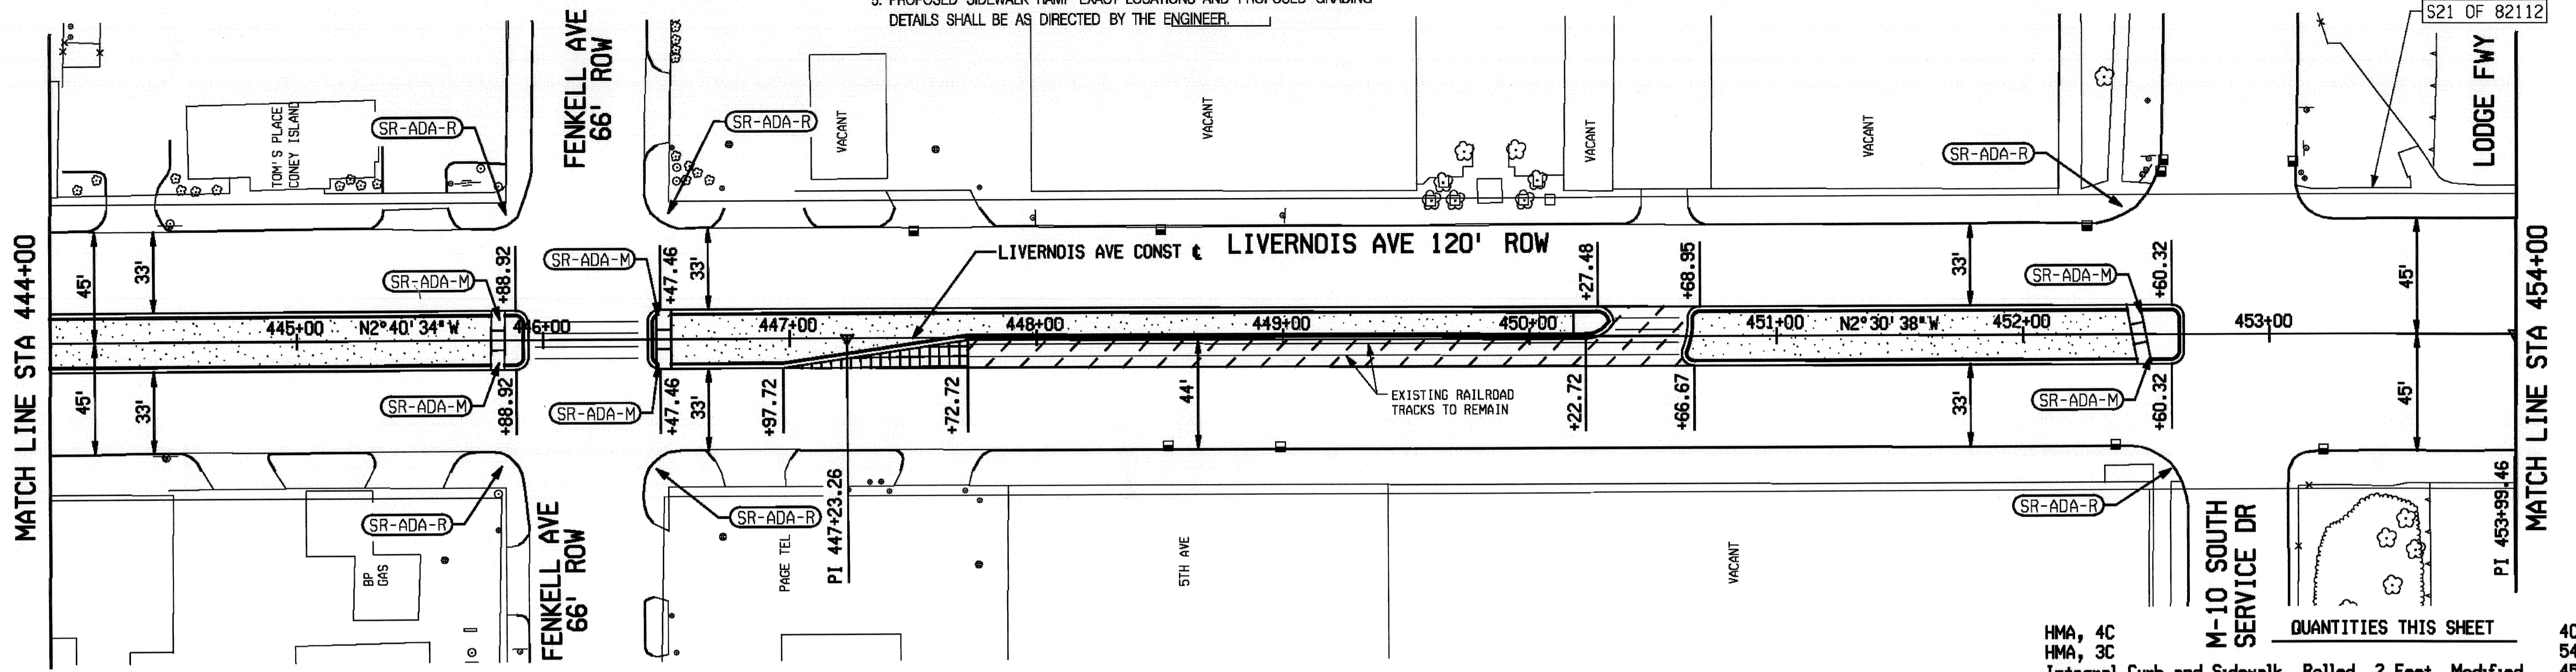 DETAILS SHALL BE AS DIRECTED BY THE ENGINEER.
S21 OF 82112
FENKELL AVE
66' ROW
LODGE FWY
TOM'S PLACE
CONEY ISLAND
SR-ADA-R
SR-ADA-R
VACANT
VACANT
VACANT
VACANT
SR-ADA-R
MATCH LINE STA 444+00
45'
33'
SR-ADA-M
+88.92
SR-ADA-M
+47.46
33'
LIVERNOIS AVE CONST ℄
LIVERNOIS AVE 120' ROW
+27.48
+68.95
33'
SR-ADA-M
+60.32
45'
MATCH LINE STA 454+00
445+00
N2°40'34"W
446+00
447+00
448+00
449+00
450+00
451+00
N2°30'38"W
452+00
453+00
45'
33'
SR-ADA-M
+88.92
SR-ADA-M
+47.46
33'
+97.72
+72.72
44'
EXISTING RAILROAD
TRACKS TO REMAIN
+22.72
+66.67
33'
SR-ADA-M
+60.32
45'
SR-ADA-R
SR-ADA-R
PI 447+23.26
SR-ADA-R
PI 453+99.46
BP
GAS
FENKELL AVE
66' ROW
PAGE TEL
5TH AVE
VACANT
M-10 SOUTH
SERVICE DR
QUANTITIES THIS SHEET
HMA, 4C
HMA, 3C